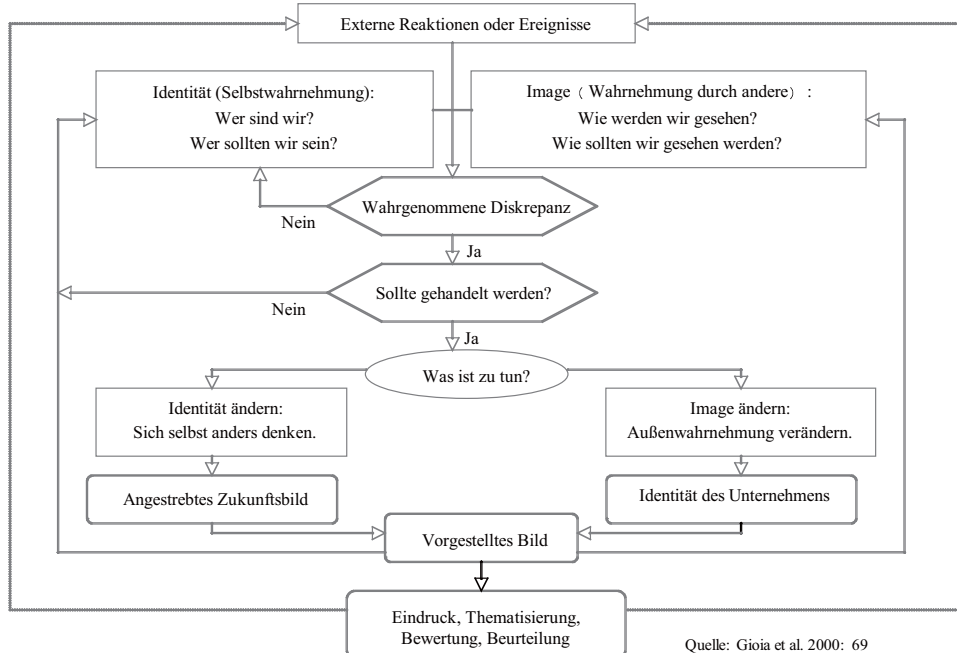 Externe Reaktionen oder Ereignisse
Identität (Selbstwahrnehmung):
Wer sind wir?
Wer sollten wir sein?
Image ( Wahrnehmung durch andere) :
Wie werden wir gesehen?
Wie sollten wir gesehen werden?
Wahrgenommene Diskrepanz
Nein
Ja
Sollte gehandelt werden?
Nein
Ja
Was ist zu tun?
Identität ändern:
Sich selbst anders denken.
Image ändern:
Außenwahrnehmung verändern.
Angestrebtes Zukunftsbild
Identität des Unternehmens
Vorgestelltes Bild
Eindruck, Thematisierung,
Bewertung, Beurteilung
Quelle: Gioia et al. 2000: 69